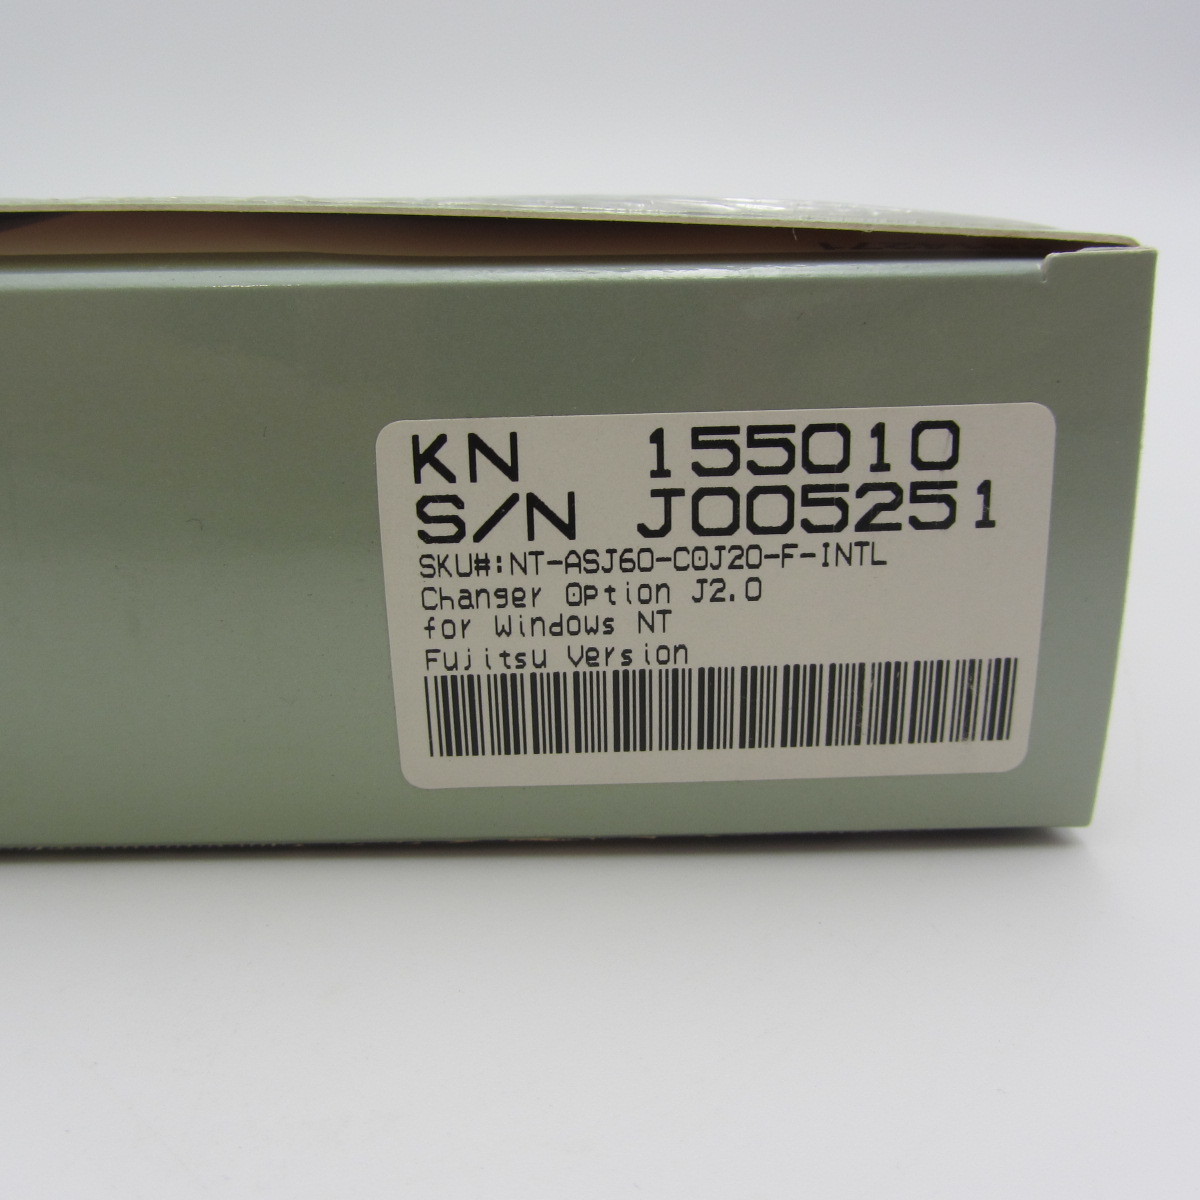 KN 155010
S/N J005251
SKU#:NT-ASJ60-C0J20-F-INTL
Changer Option J2.0
for Windows NT
Fujitsu Version